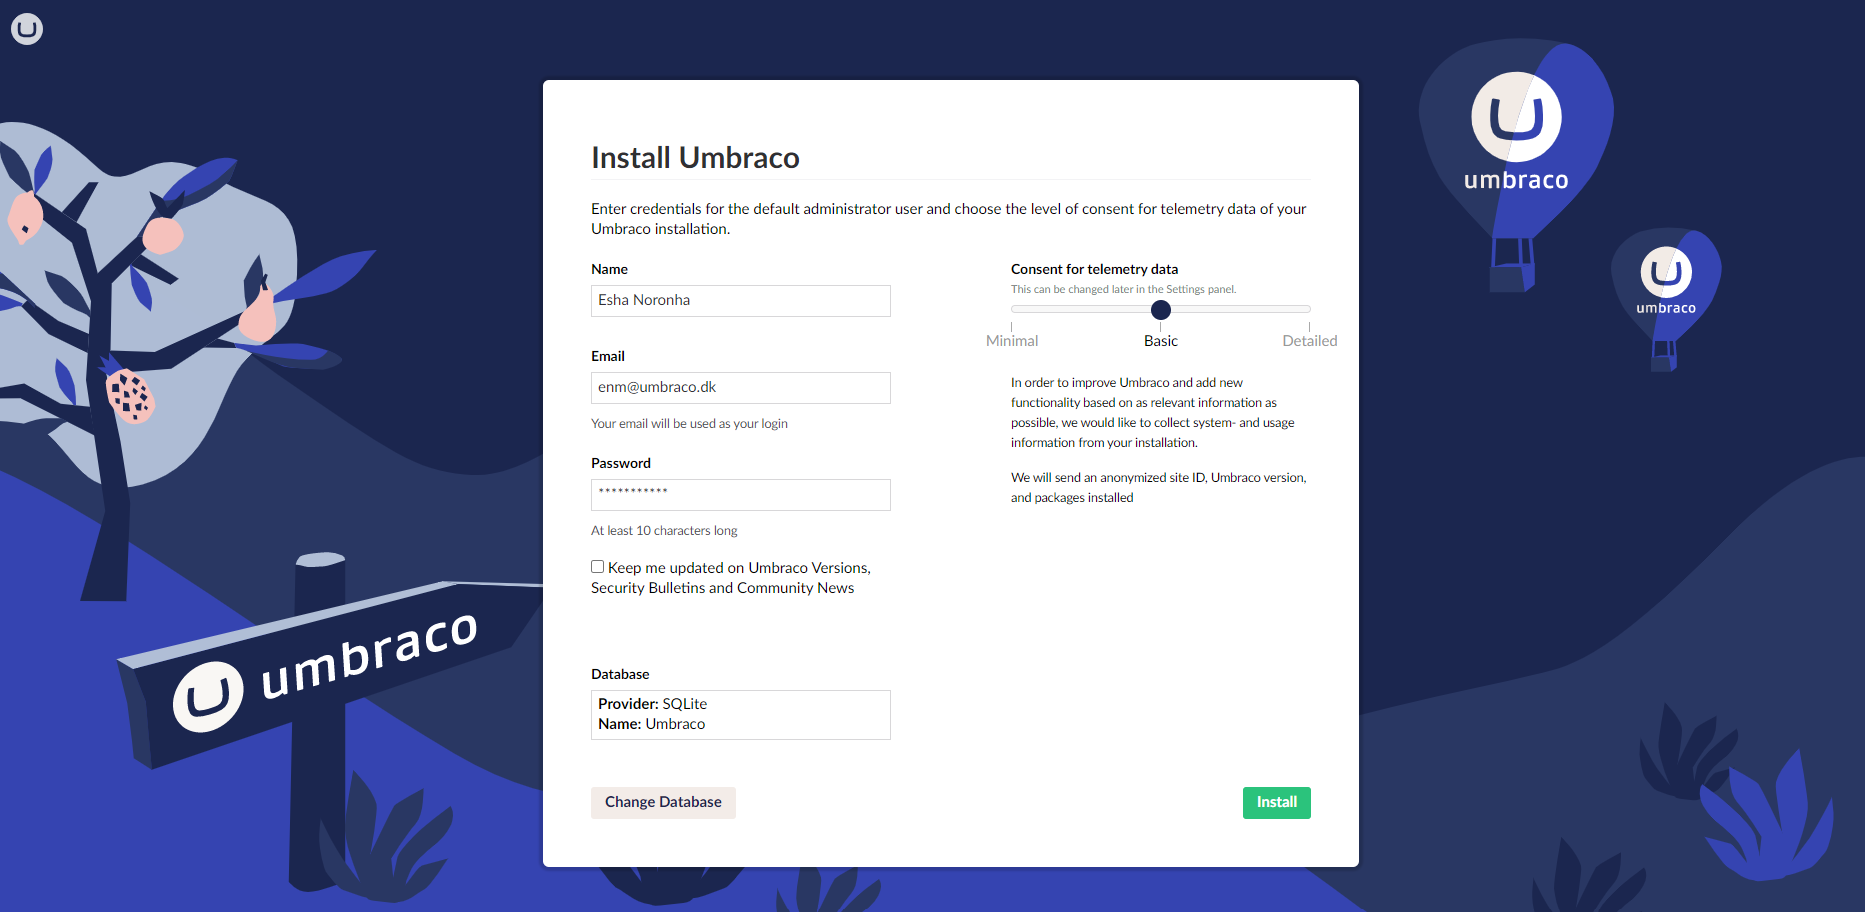 Install Umbraco
Enter credentials for the default administrator user and choose the level of consent for telemetry data of your
Umbraco installation.
Name
Esha Noronha
Email
enm@umbraco.dk
Your email will be used as your login
Password
***********
At least 10 characters long
Keep me updated on Umbraco Versions,
Security Bulletins and Community News
Database
Provider: SQLite
Name: Umbraco
Change Database
Consent for telemetry data
This can be changed later in the Settings panel.
Minimal
Basic
Detailed
In order to improve Umbraco and add new
functionality based on as relevant information as
possible, we would like to collect system- and usage
information from your installation.
We will send an anonymized site ID, Umbraco version,
and packages installed
Install
umbraco
umbraco
umbraco